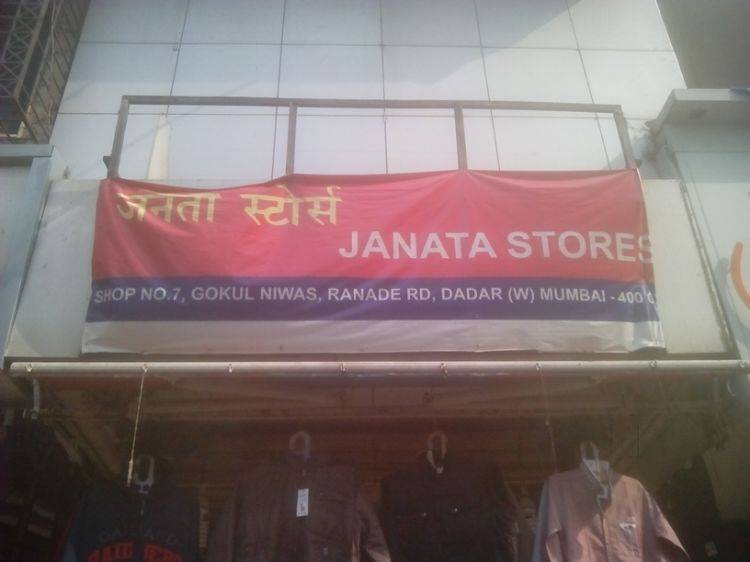 जनता स्टोर्स
JANATA STORES
SHOP NO.7, GOKUL NIWAS, RANADE RD, DADAR (W) MUMBAI - 400